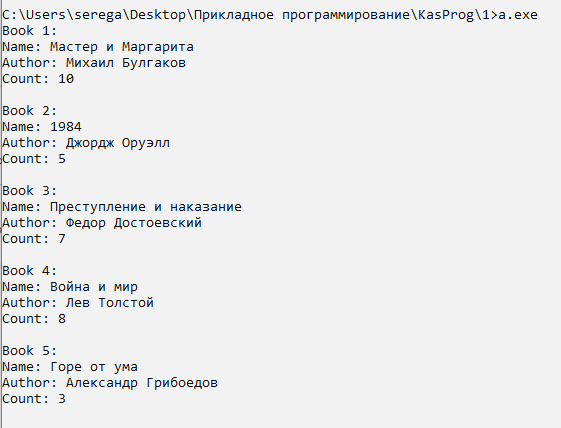 C:\Users\serega\Desktop\Прикладное программирование\KasProg\1>a.exe
Book 1:
Name: Мастер и Маргарита
Author: Михаил Булгаков
Count: 10
Book 2:
Name: 1984
Author: Джордж Оруэлл
Count: 5
Book 3:
Name: Преступление и наказание
Author: Федор Достоевский
Count: 7
Book 4:
Name: Война и мир
Author: Лев Толстой
Count: 8
Book 5:
Name: Горе от ума
Author: Александр Грибоедов
Count: 3